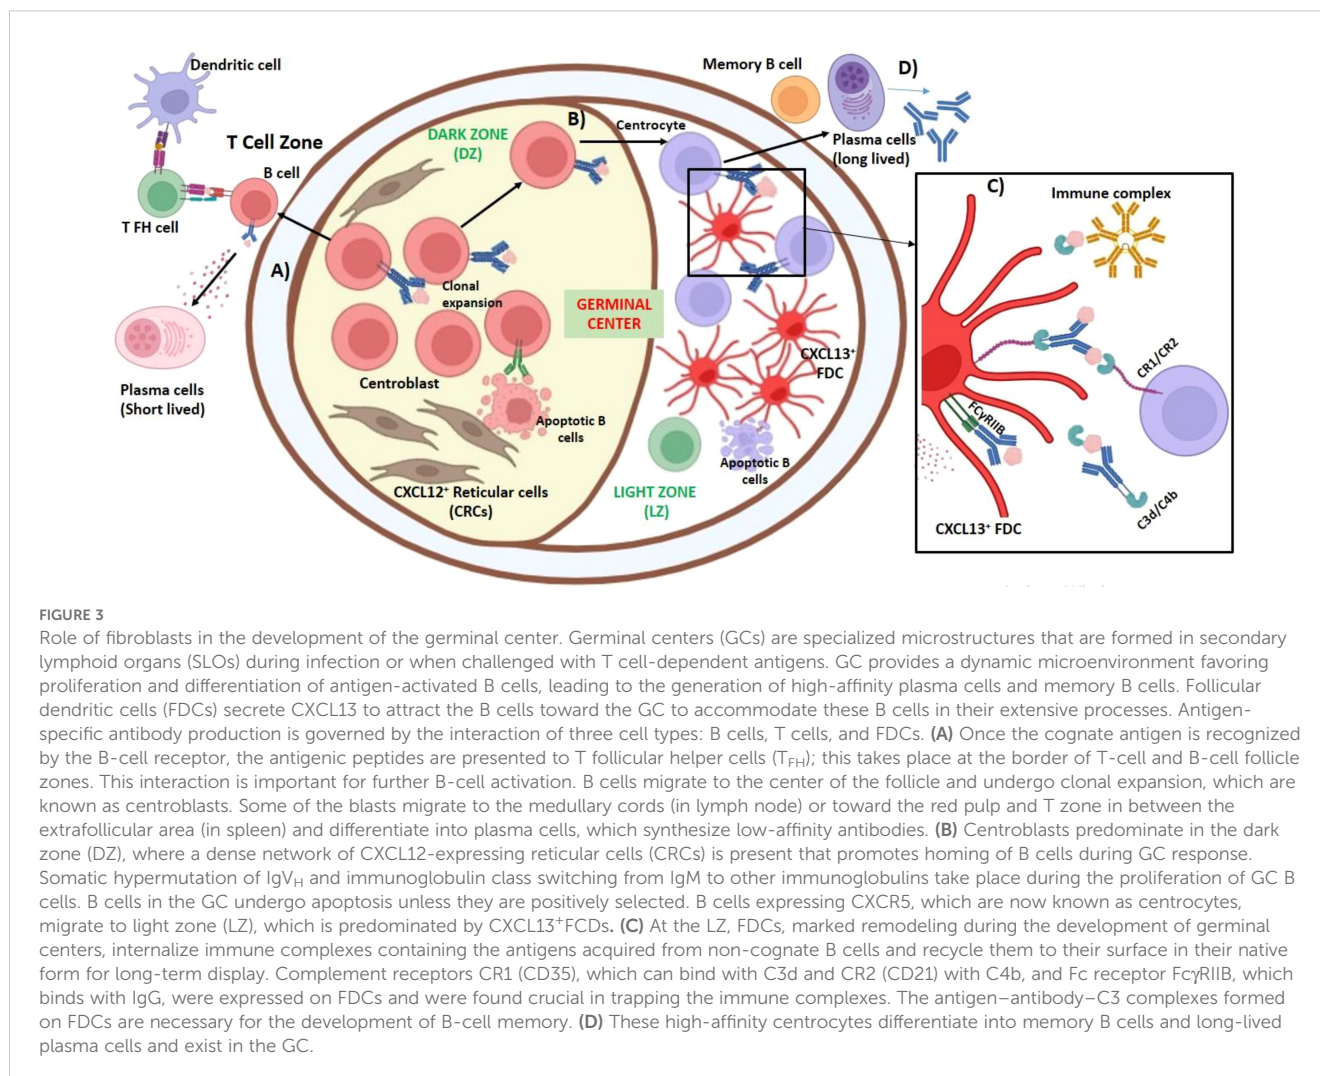 Dendritic cell
T Cell Zone
B cell
T FH cell
A)
Plasma cells
(Short lived)
DARK ZONE
(DZ)
B)
Centrocyte
Clonal
expansion
Centroblast
Apoptotic B
cells
CXCL12⁺ Reticular cells
(CRCs)
GERMINAL
CENTER
LIGHT ZONE
(LZ)
CXCL13⁺
FDC
Apoptotic B
cells
Memory B cell
D)
Plasma cells
(long lived)
C)
Immune complex
CR1/CR2
FCγRIIB
C3d/C4b
CXCL13⁺ FDC
FIGURE 3
Role of fibroblasts in the development of the germinal center. Germinal centers (GCs) are specialized microstructures that are formed in secondary
lymphoid organs (SLOs) during infection or when challenged with T cell-dependent antigens. GC provides a dynamic microenvironment favoring
proliferation and differentiation of antigen-activated B cells, leading to the generation of high-affinity plasma cells and memory B cells. Follicular
dendritic cells (FDCs) secrete CXCL13 to attract the B cells toward the GC to accommodate these B cells in their extensive processes. Antigen-
specific antibody production is governed by the interaction of three cell types: B cells, T cells, and FDCs. (A) Once the cognate antigen is recognized
by the B-cell receptor, the antigenic peptides are presented to T follicular helper cells (TFH); this takes place at the border of T-cell and B-cell follicle
zones. This interaction is important for further B-cell activation. B cells migrate to the center of the follicle and undergo clonal expansion, which are
known as centroblasts. Some of the blasts migrate to the medullary cords (in lymph node) or toward the red pulp and T zone in between the
extrafollicular area (in spleen) and differentiate into plasma cells, which synthesize low-affinity antibodies. (B) Centroblasts predominate in the dark
zone (DZ), where a dense network of CXCL12-expressing reticular cells (CRCs) is present that promotes homing of B cells during GC response.
Somatic hypermutation of IgVH and immunoglobulin class switching from IgM to other immunoglobulins take place during the proliferation of GC B
cells. B cells in the GC undergo apoptosis unless they are positively selected. B cells expressing CXCR5, which are now known as centrocytes,
migrate to light zone (LZ), which is predominated by CXCL13⁺FCDs. (C) At the LZ, FDCs, marked remodeling during the development of germinal
centers, internalize immune complexes containing the antigens acquired from non-cognate B cells and recycle them to their surface in their native
form for long-term display. Complement receptors CR1 (CD35), which can bind with C3d and CR2 (CD21) with C4b, and Fc receptor FcγRIIB, which
binds with IgG, were expressed on FDCs and were found crucial in trapping the immune complexes. The antigen–antibody–C3 complexes formed
on FDCs are necessary for the development of B-cell memory. (D) These high-affinity centrocytes differentiate into memory B cells and long-lived
plasma cells and exist in the GC.